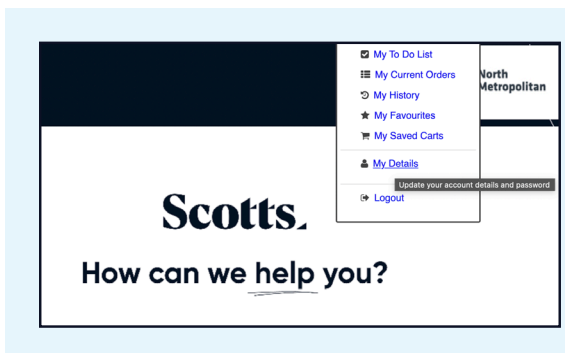 My To Do List
My Current Orders
My History
My Favourites
My Saved Carts
My Details
Update your account details and password
Logout
North
Metropolitan
Scotts.
How can we help you?